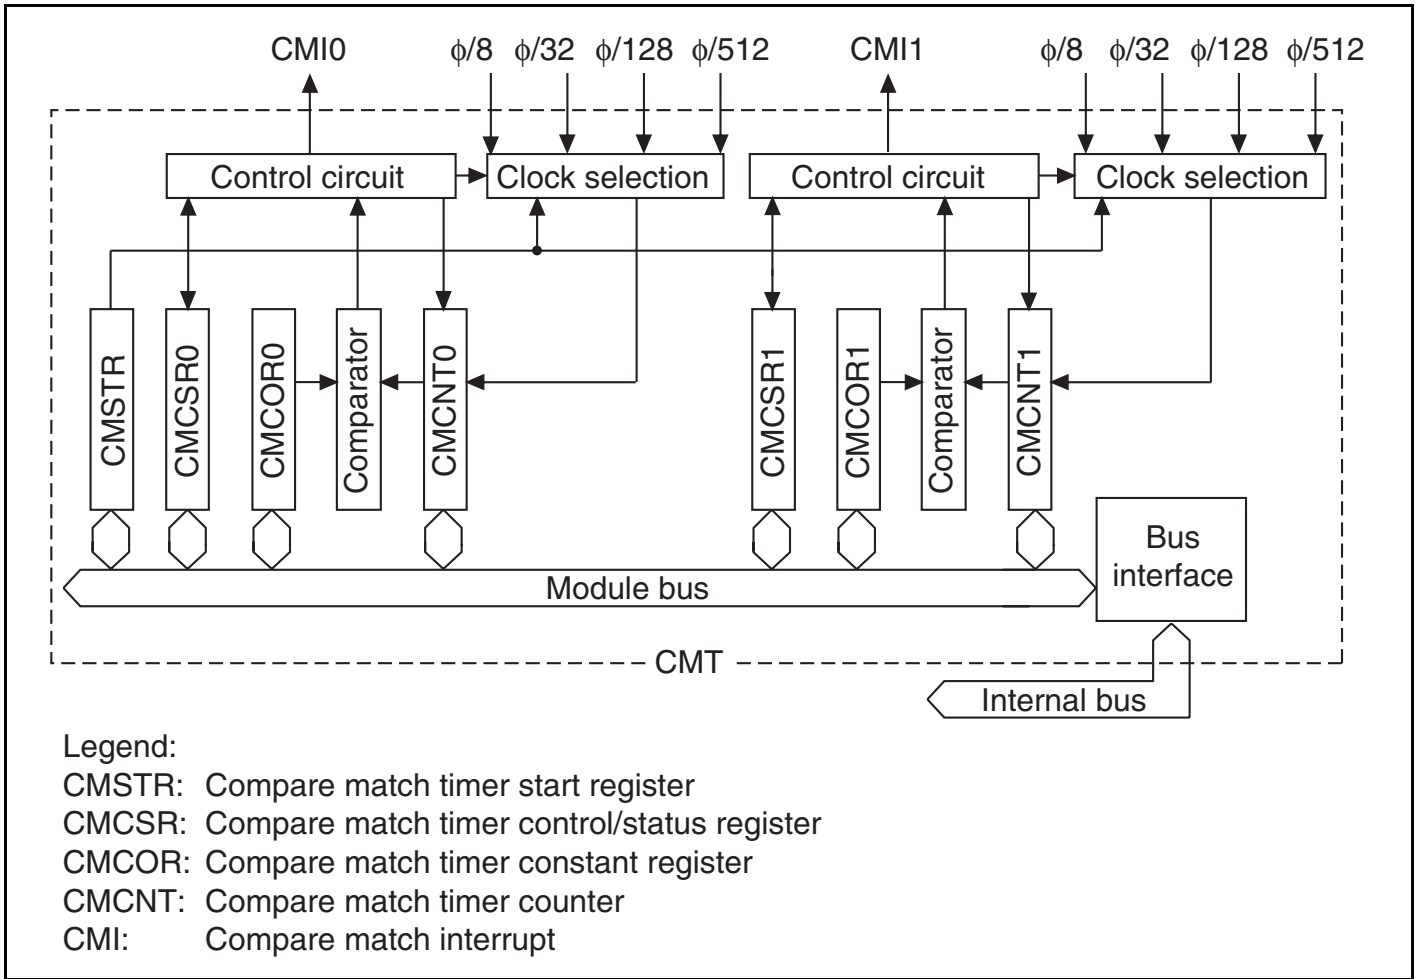 CMI0 ϕ/8 ϕ/32 ϕ/128 ϕ/512 CMI1 ϕ/8 ϕ/32 ϕ/128 ϕ/512
Control circuit Clock selection Control circuit Clock selection
CMSTR
CMCSR0
CMCOR0
Comparator
CMCNT0
CMCSR1
CMCOR1
Comparator
CMCNT1
Bus
interface
Module bus
CMT
Internal bus
Legend:
CMSTR: Compare match timer start register
CMCSR: Compare match timer control/status register
CMCOR: Compare match timer constant register
CMCNT: Compare match timer counter
CMI: Compare match interrupt